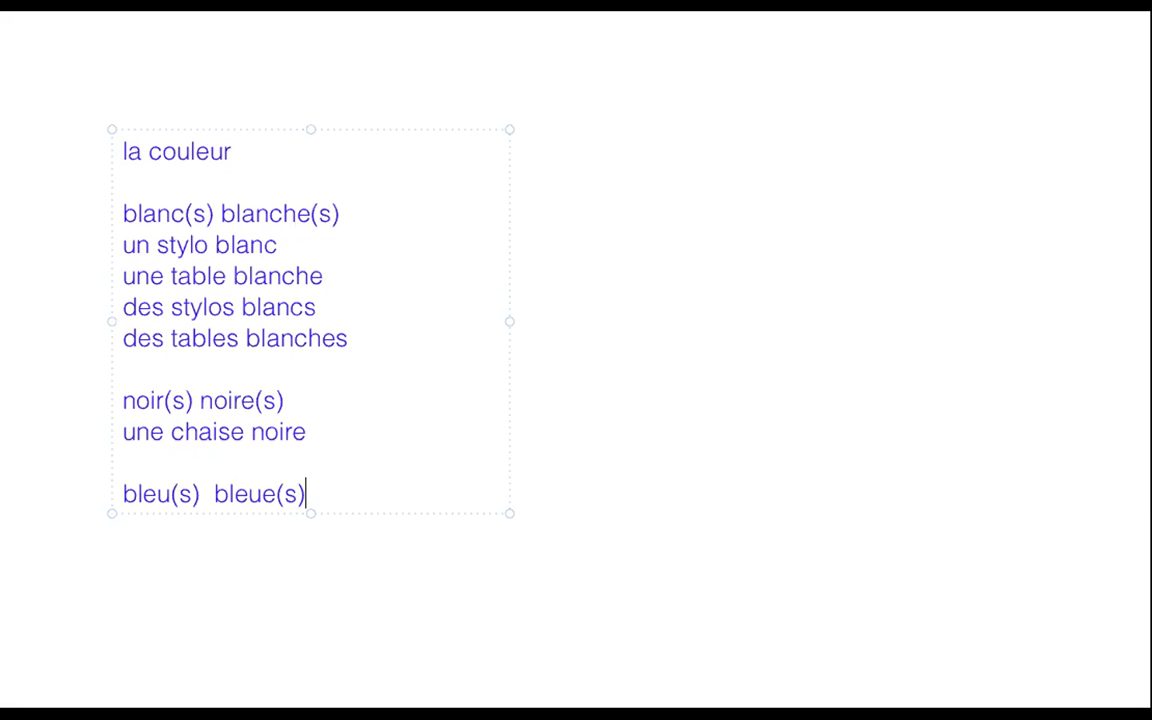 la couleur
blanc(s) blanche(s)
un stylo blanc
une table blanche
des stylos blancs
des tables blanches
noir(s) noire(s)
une chaise noire
bleu(s)  bleue(s)